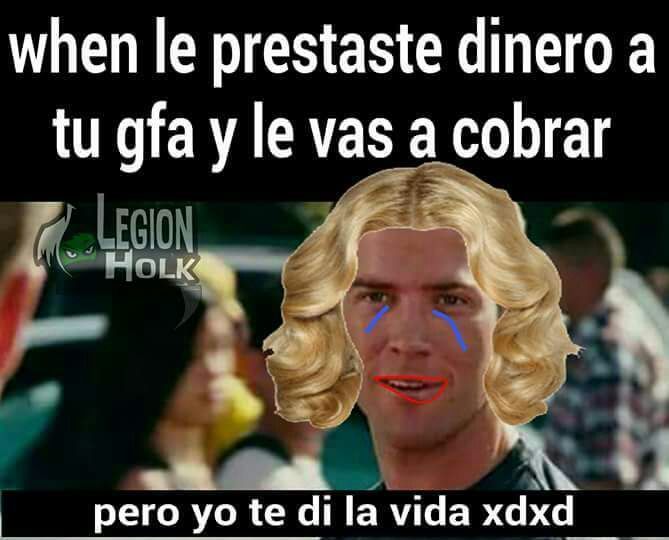 when le prestaste dinero a
tu gfa y le vas a cobrar
LEGION
HOLK
pero yo te di la vida xdxd